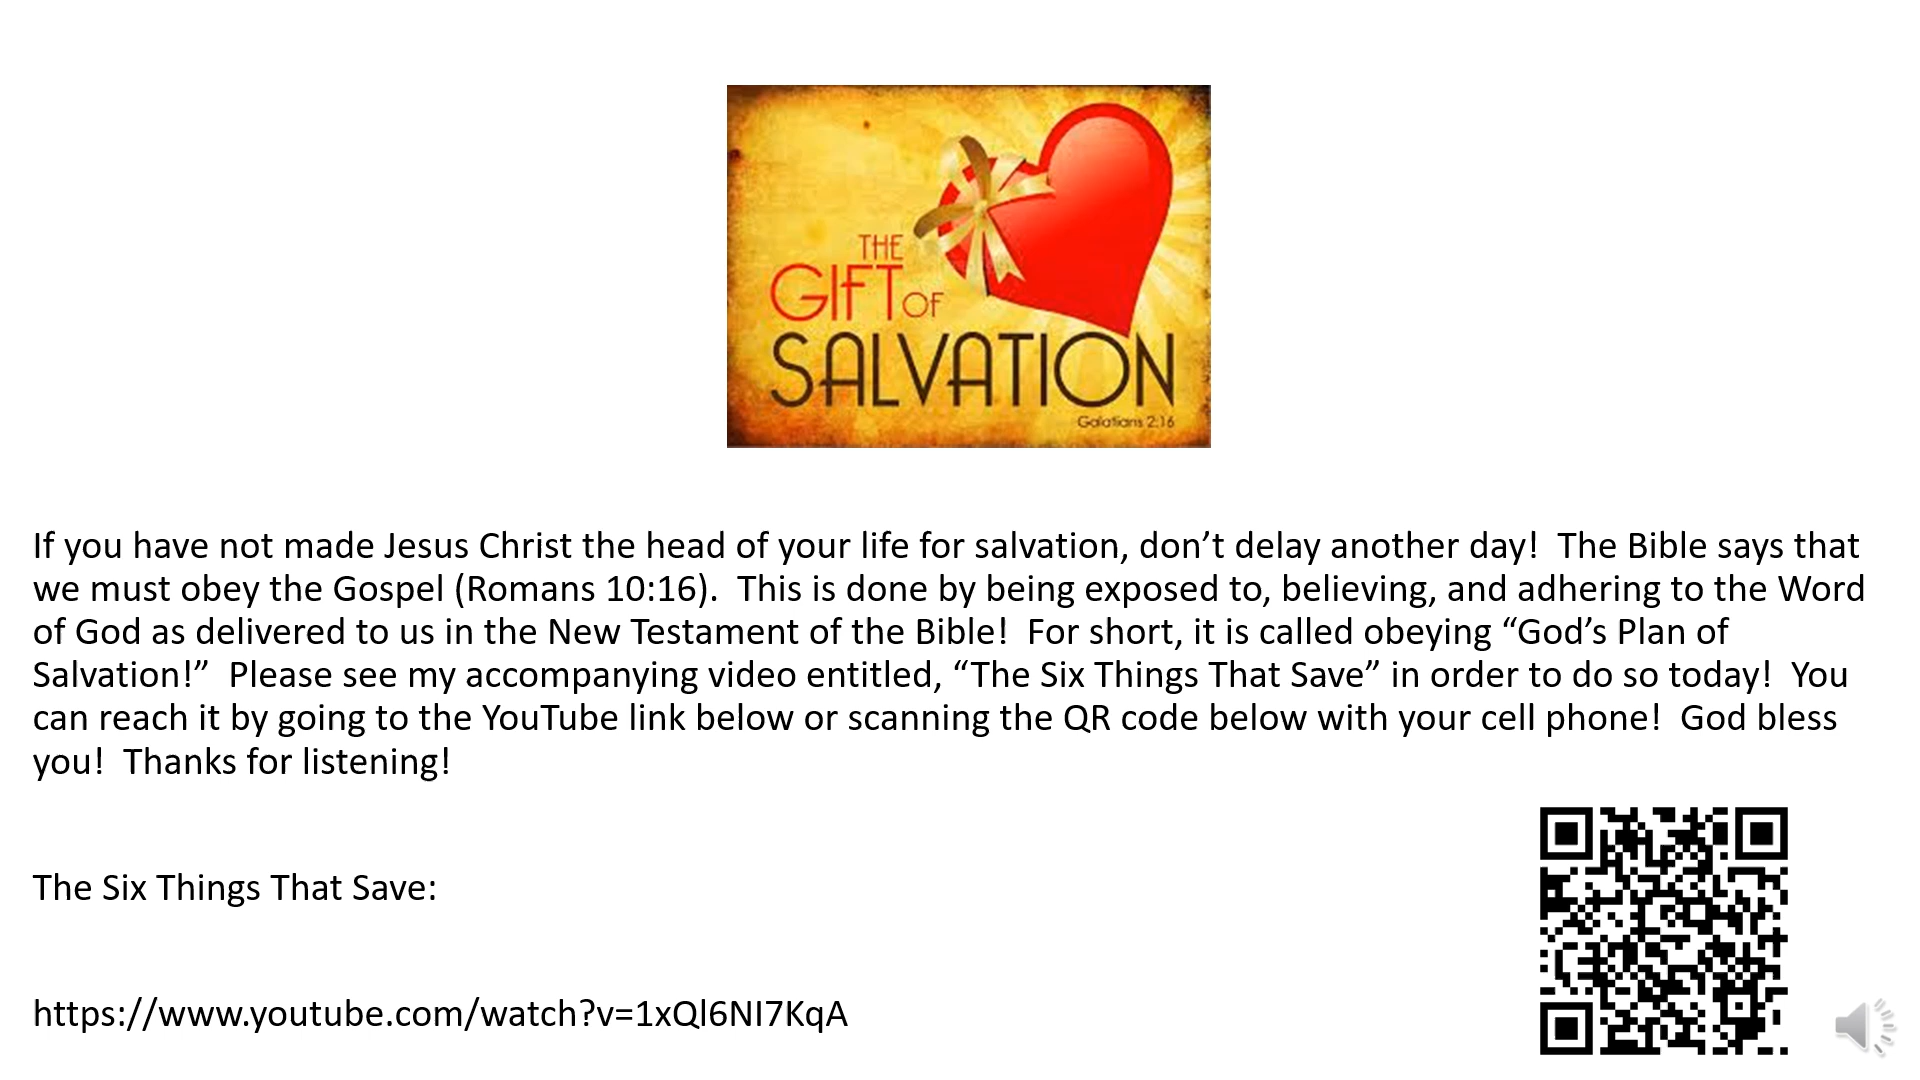 THE
GIFT OF
SALVATION
Galatians 2:16
If you have not made Jesus Christ the head of your life for salvation, don’t delay another day!  The Bible says that
we must obey the Gospel (Romans 10:16).  This is done by being exposed to, believing, and adhering to the Word
of God as delivered to us in the New Testament of the Bible!  For short, it is called obeying “God’s Plan of
Salvation!”  Please see my accompanying video entitled, “The Six Things That Save” in order to do so today!  You
can reach it by going to the YouTube link below or scanning the QR code below with your cell phone!  God bless
you!  Thanks for listening!
The Six Things That Save:
https://www.youtube.com/watch?v=1xQl6NI7KqA